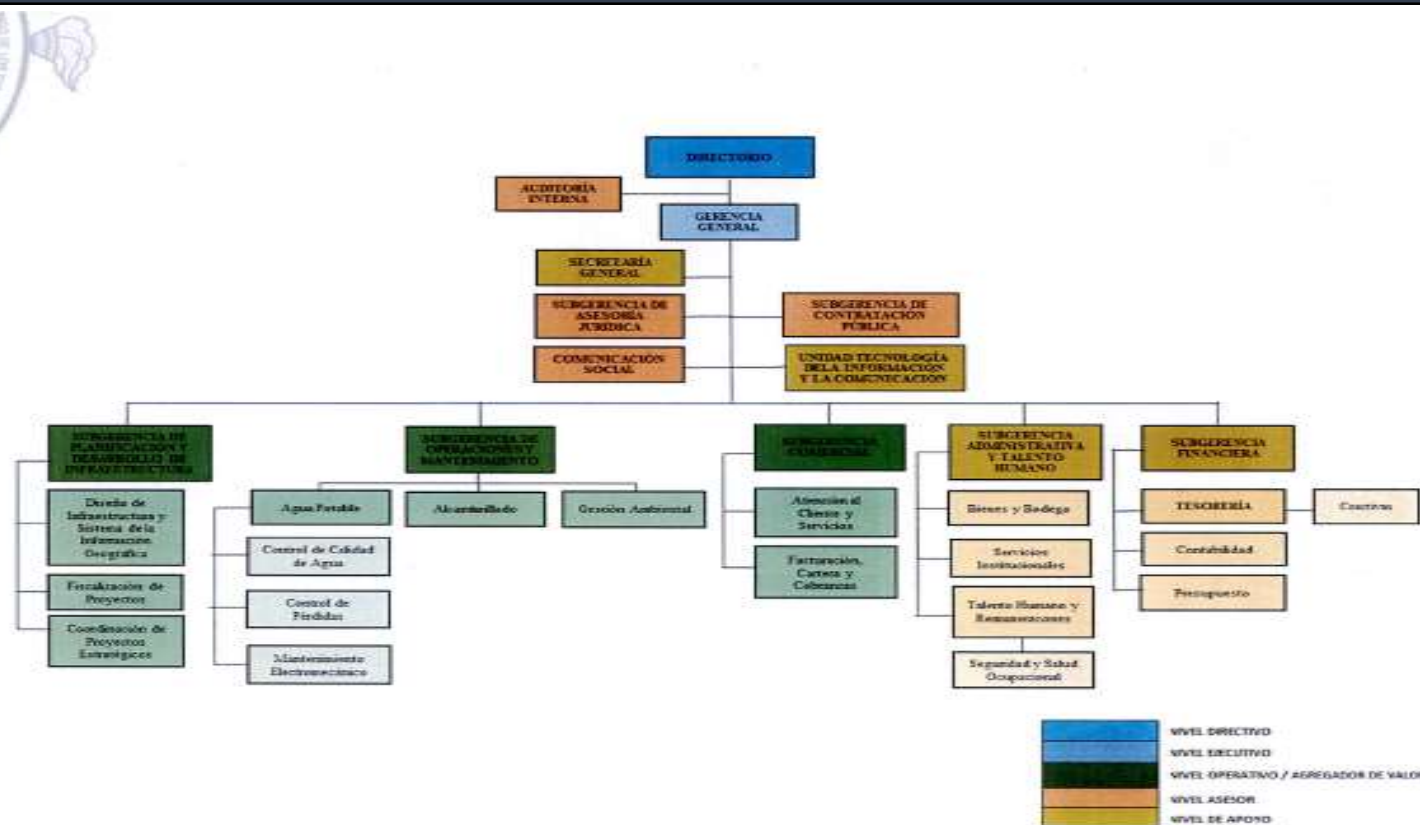 DIRECTORIO
AUDITORÍA
INTERNA
GERENCIA
GENERAL
SECRETARÍA
GENERAL
SUBGERENCIA DE
ASESORÍA
JURÍDICA
SUBGERENCIA DE
CONTRATACIÓN
PÚBLICA
COMUNICACIÓN
SOCIAL
UNIDAD TECNOLOGÍA
DELA INFORMACIÓN
Y LA COMUNICACIÓN
SUBGERENCIA DE
PLANIFICACIÓN Y
DESARROLLO DE
INFRAESTRUCTURA
SUBGERENCIA DE
OPERACIONES Y
MANTENIMIENTO
SUBGERENCIA
COMERCIAL
SUBGERENCIA
ADMINISTRATIVA
Y TALENTO
HUMANO
SUBGERENCIA
FINANCIERA
Diseño de
Infraestructura y
Sistema de la
Información
Geográfica
Fiscalización de
Proyectos
Coordinación de
Proyectos
Estratégicos
Agua Potable
Alcantarillado
Gestión Ambiental
Control de Calidad
de Agua
Control de
Pérdidas
Mantenimiento
Electromecánico
Atención al
Cliente y
Servicios
Facturación,
Cartera y
Cobranzas
Bienes y Bodega
Servicios
Institucionales
Talento Humano y
Remuneraciones
Seguridad y Salud
Ocupacional
TESORERÍA
Coactivas
Contabilidad
Presupuesto
NIVEL DIRECTIVO
NIVEL EJECUTIVO
NIVEL OPERATIVO / AGREGADOR DE VALOR
NIVEL ASESOR
NIVEL DE APOYO